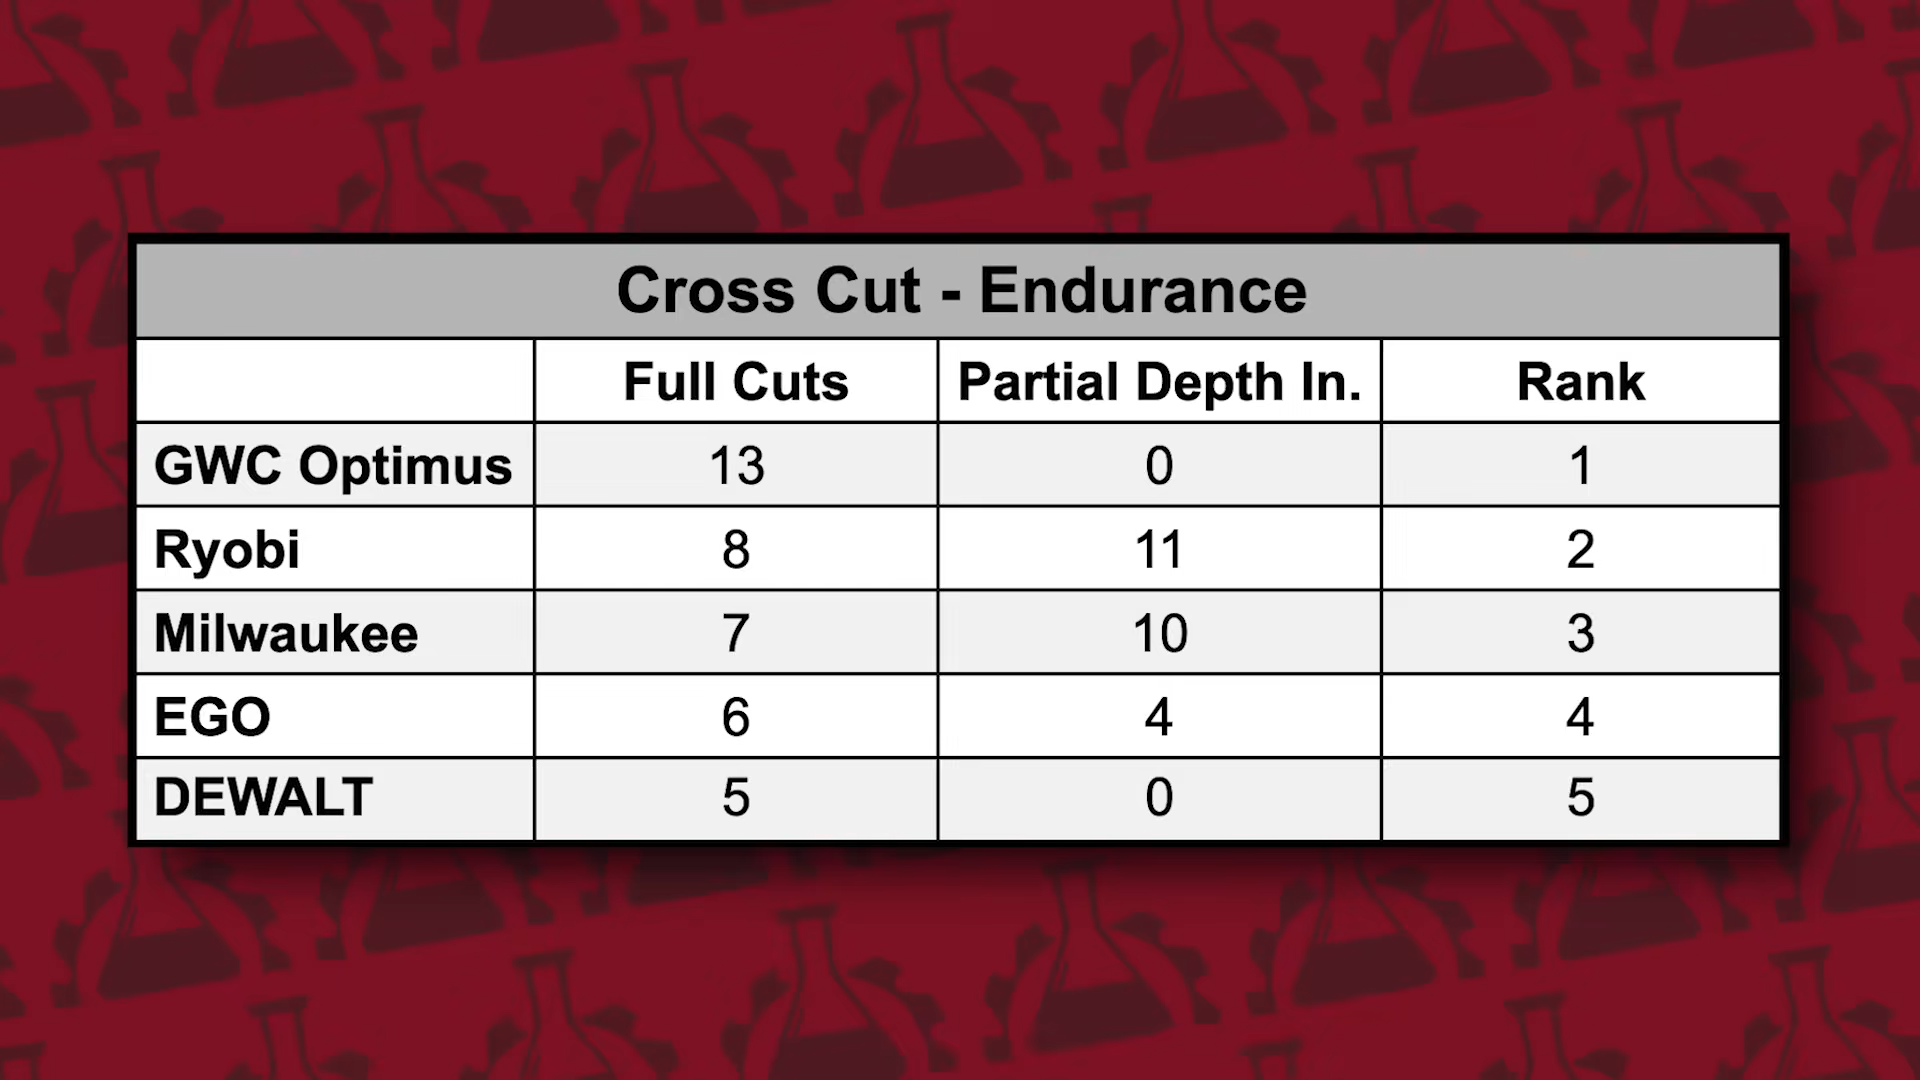 Cross Cut - Endurance
Full Cuts Partial Depth In. Rank
GWC Optimus 13 0 1
Ryobi 8 11 2
Milwaukee 7 10 3
EGO 6 4 4
DEWALT 5 0 5